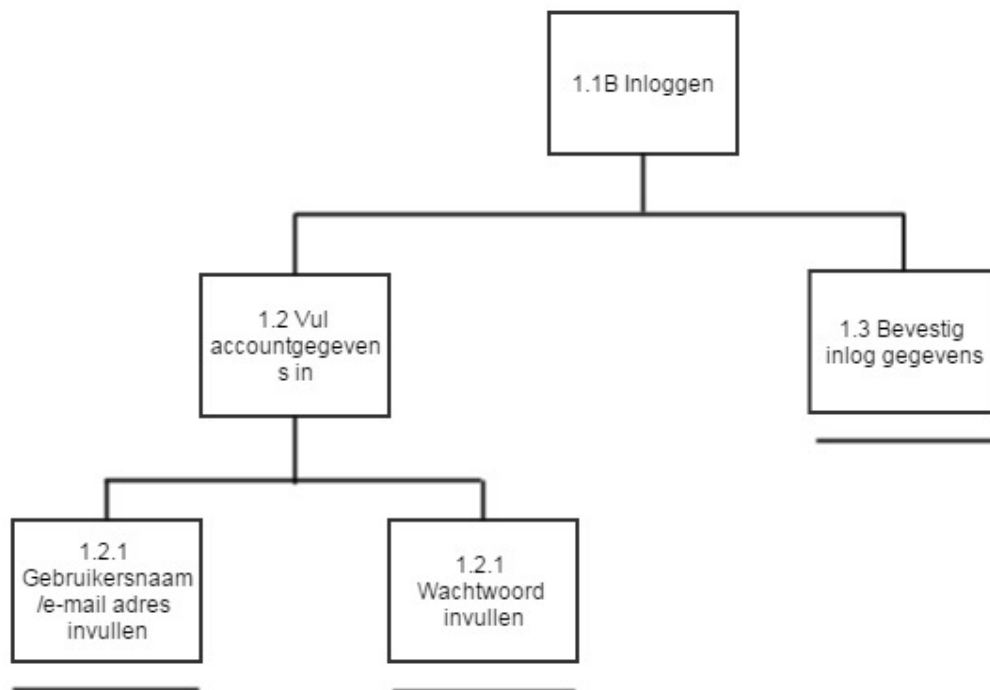 1.1B Inloggen
1.2 Vul
accountgegeven
s in
1.3 Bevestig
inlog gegevens
1.2.1
Gebruikersnaam
/e-mail adres
invullen
1.2.1
Wachtwoord
invullen